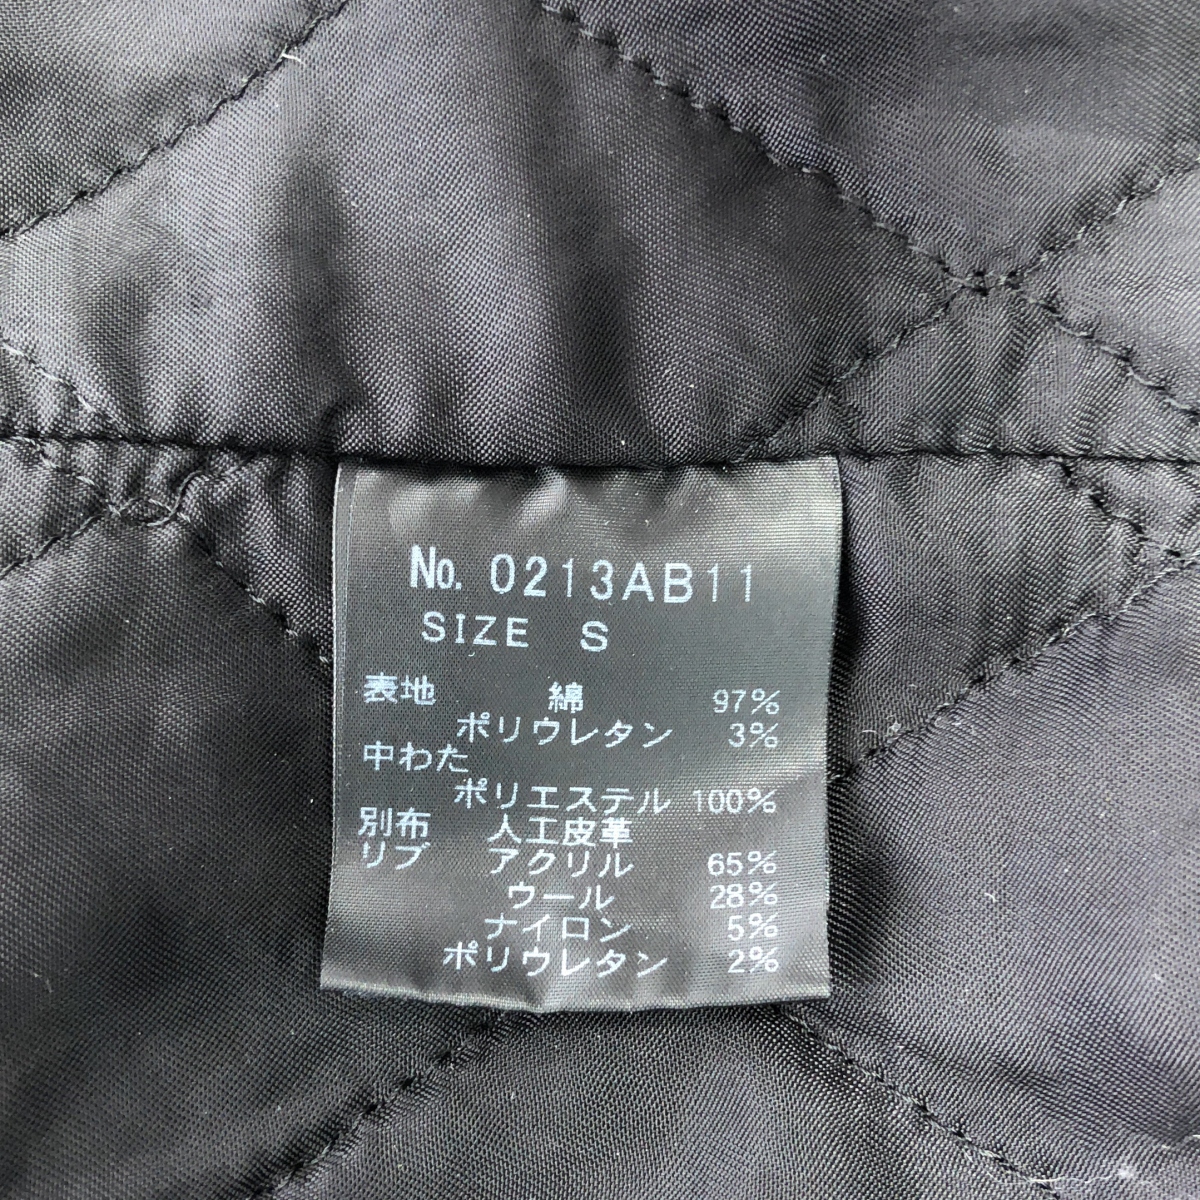 No. 0213AB11
SIZE S
表地 綿 97%
ポリウレタン 3%
中わた
ポリエステル 100%
別布 人工皮革
リブ アクリル 65%
ウール 28%
ナイロン 5%
ポリウレタン 2%